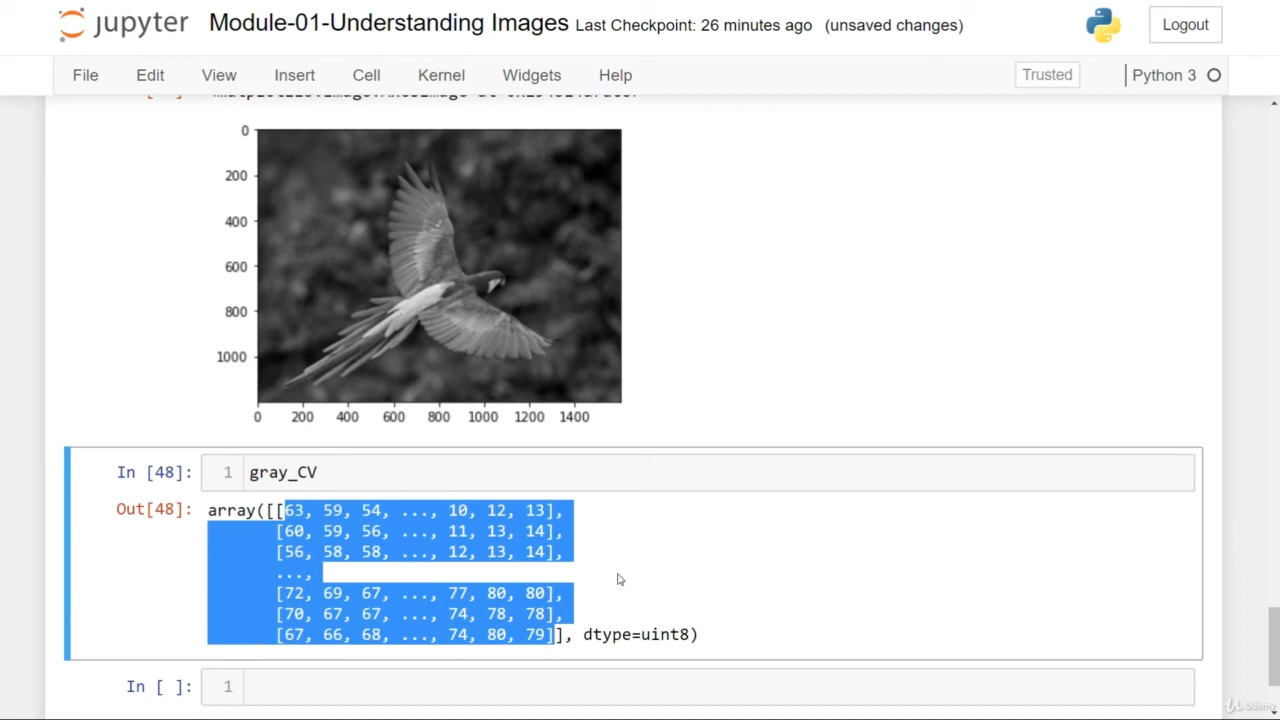 jupyter Module-01-Understanding Images Last Checkpoint: 26 minutes ago (unsaved changes) Logout
File Edit View Insert Cell Kernel Widgets Help Trusted Python 3
0
200
400
600
800
1000
0 200 400 600 800 1000 1200 1400
In [48]: 1 gray_CV
Out[48]: array([[63, 59, 54, ..., 10, 12, 13],
[60, 59, 56, ..., 11, 13, 14],
[56, 58, 58, ..., 12, 13, 14],
...,
[72, 69, 67, ..., 77, 80, 80],
[70, 67, 67, ..., 74, 78, 78],
[67, 66, 68, ..., 74, 80, 79]], dtype=uint8)
In [ ]: 1
Udemy